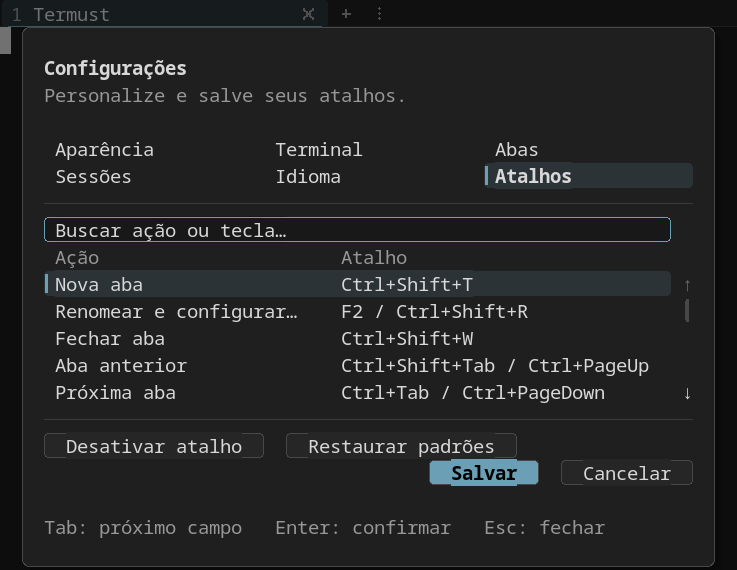 1 Termust × + ⋮
Configurações
Personalize e salve seus atalhos.
Aparência Terminal Abas
Sessões Idioma Atalhos
Buscar ação ou tecla…
Ação Atalho
Nova aba Ctrl+Shift+T ↑
Renomear e configurar… F2 / Ctrl+Shift+R
Fechar aba Ctrl+Shift+W
Aba anterior Ctrl+Shift+Tab / Ctrl+PageUp
Próxima aba Ctrl+Tab / Ctrl+PageDown ↓
Desativar atalho Restaurar padrões
Salvar Cancelar
Tab: próximo campo Enter: confirmar Esc: fechar